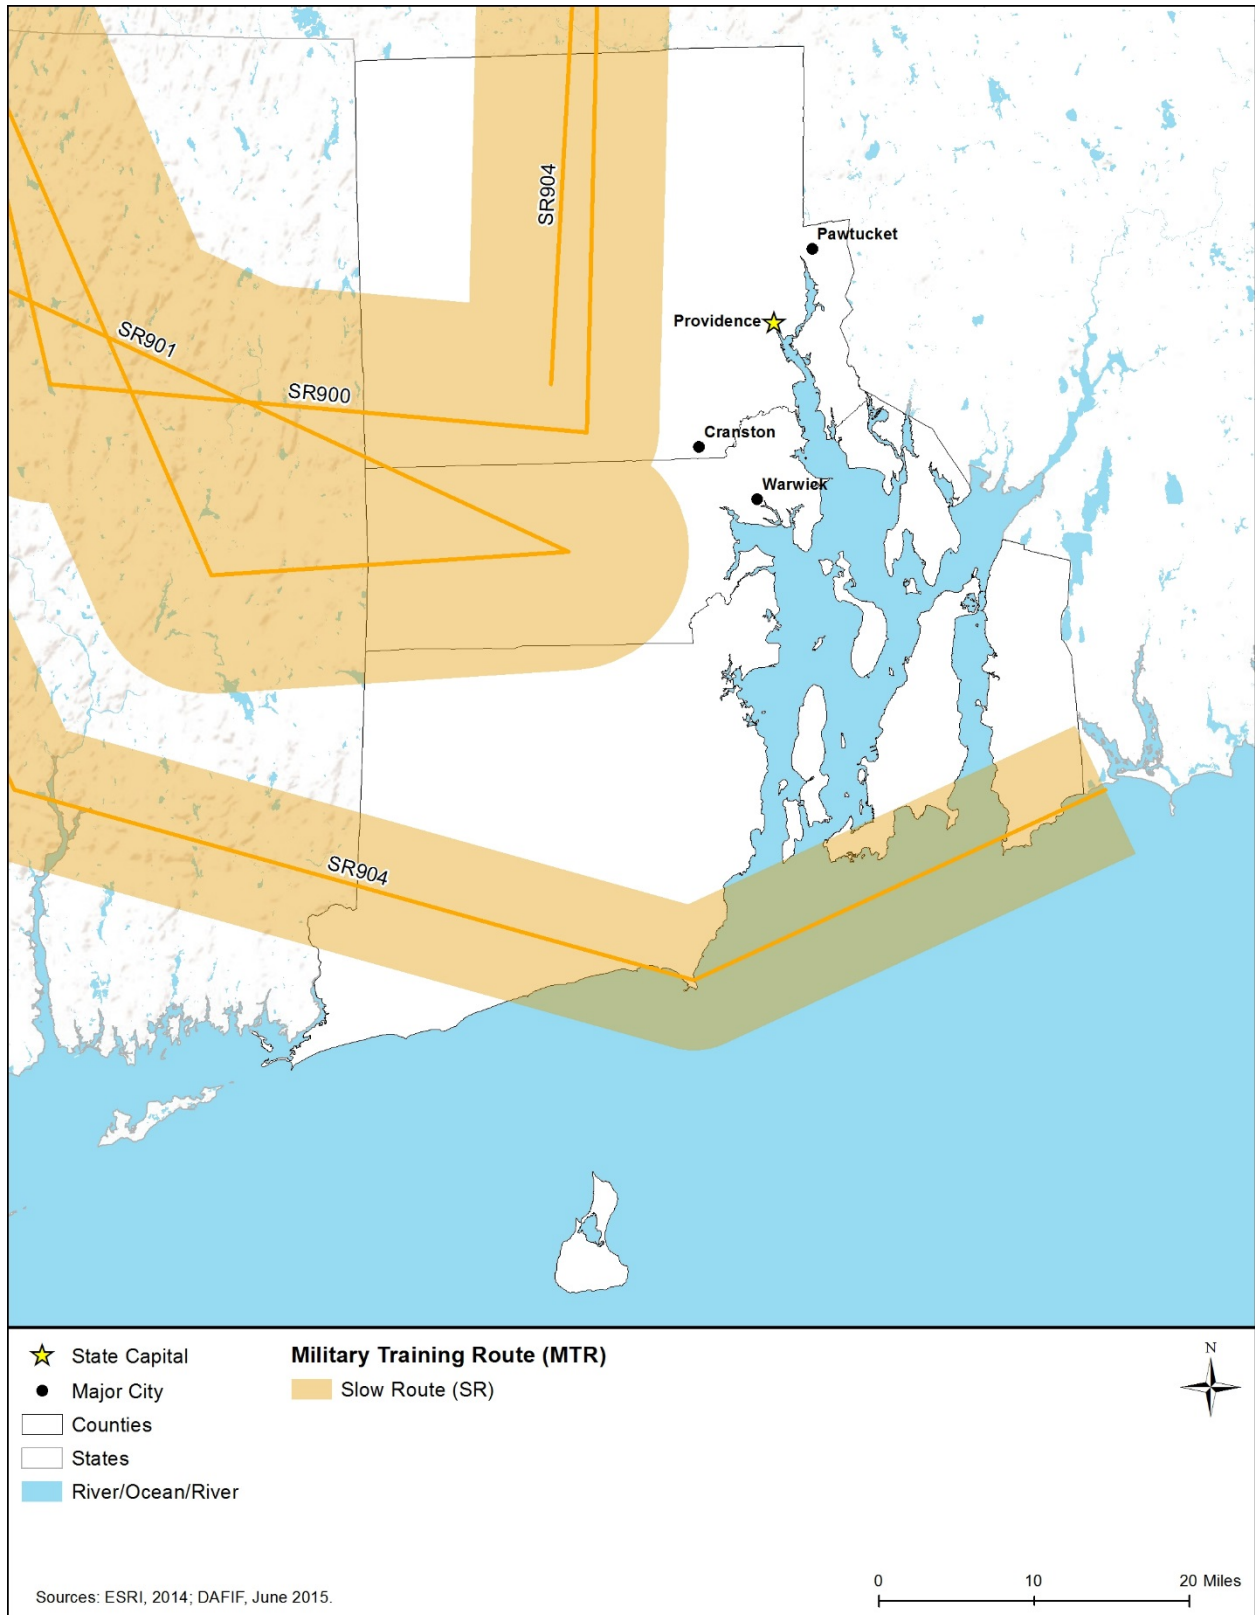 SR904
Pawtucket
Providence
SR901
SR900
Cranston
Warwick
SR904
State Capital
Major City
Counties
States
River/Ocean/River
Military Training Route (MTR)
Slow Route (SR)
N
Sources: ESRI, 2014; DAFIF, June 2015.
0 10 20 Miles